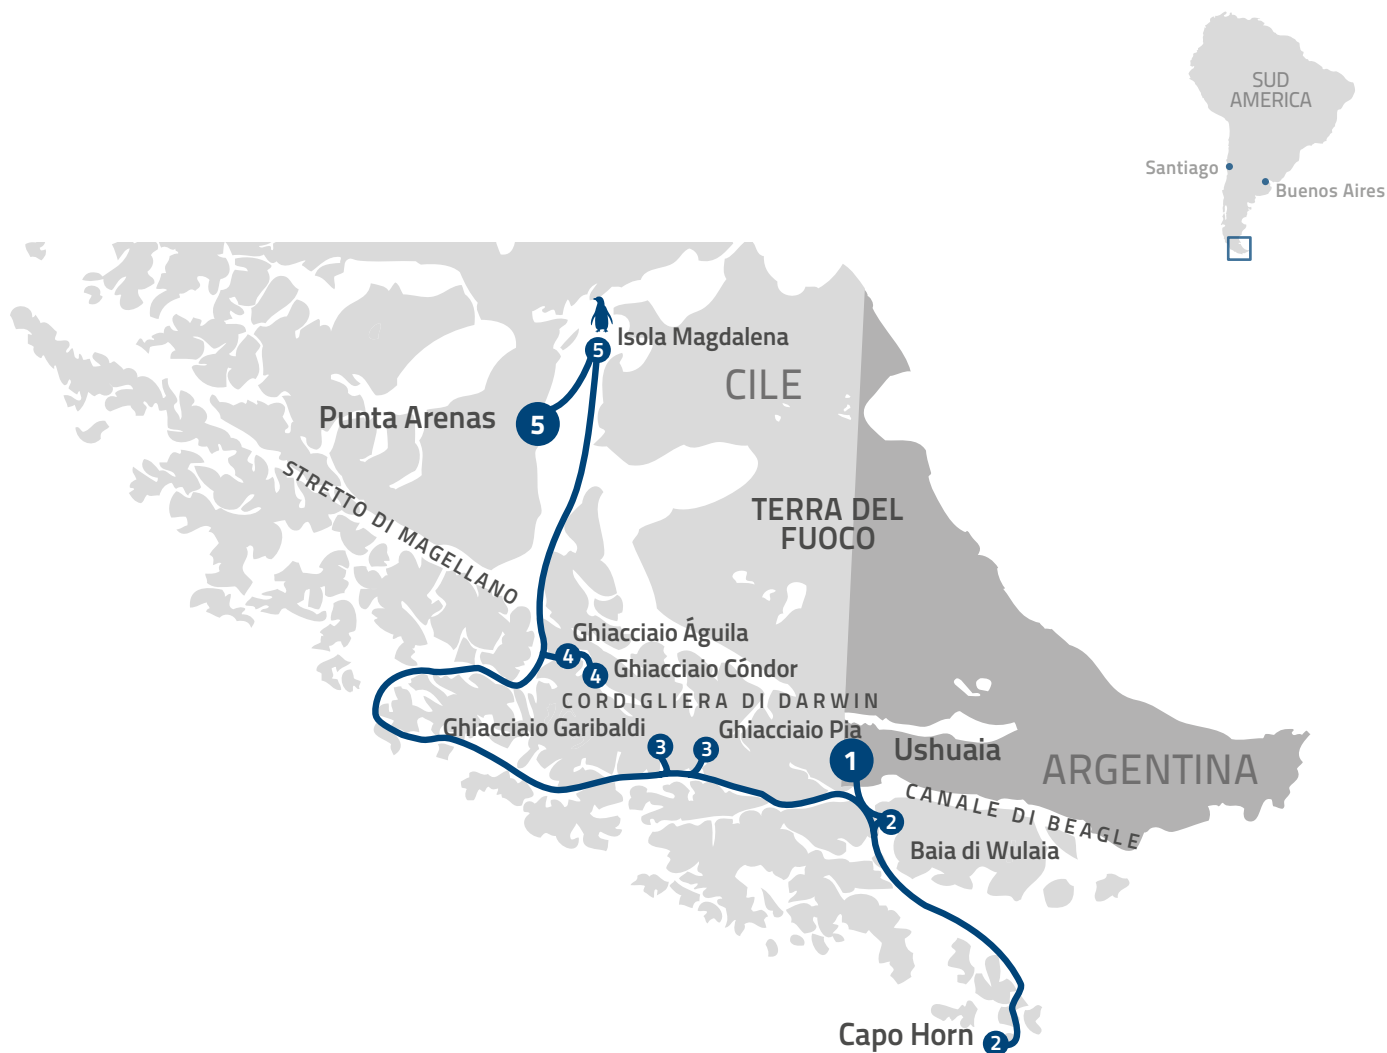 SUD
AMERICA
Santiago
Buenos Aires
Isola Magdalena
5
CILE
Punta Arenas
5
STRETTO DI MAGELLANO
TERRA DEL
FUOCO
Ghiacciaio Águila
4
4
Ghiacciaio Cóndor
CORDIGLIERA DI DARWIN
Ghiacciaio Garibaldi
Ghiacciaio Pia
3
3
1
Ushuaia
ARGENTINA
CANALE DI BEAGLE
2
Baia di Wulaia
Capo Horn
2